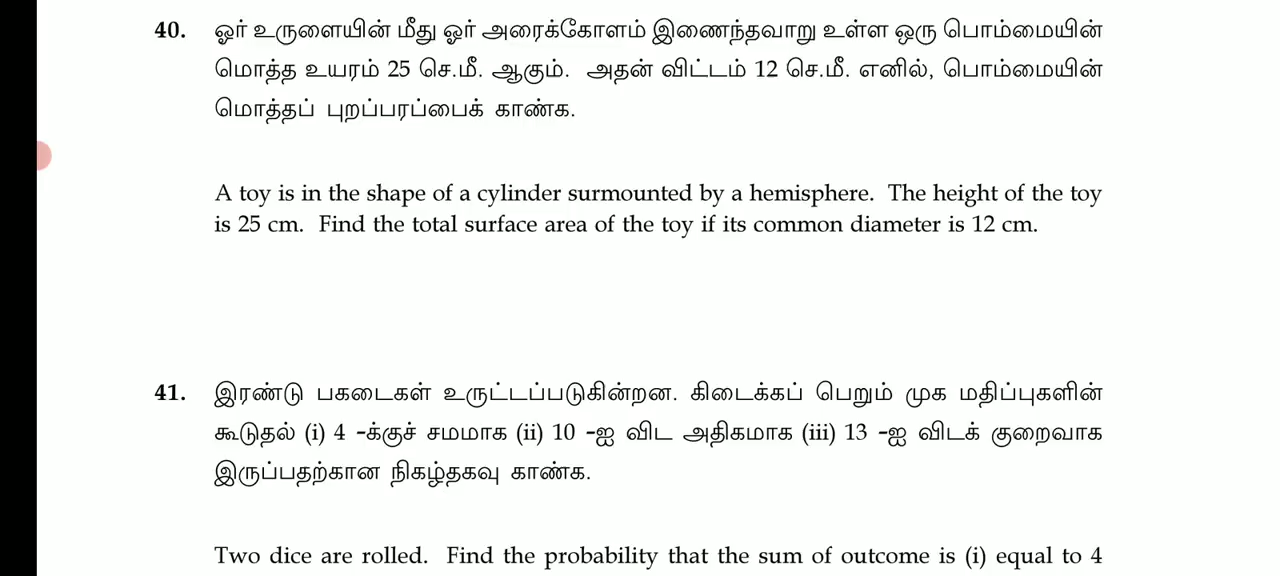 40. ஓர் உருளையின் மீது ஓர் அரைக்கோளம் இணைந்தவாறு உள்ள ஒரு பொம்மையின்
மொத்த உயரம் 25 செ.மீ. ஆகும். அதன் விட்டம் 12 செ.மீ. எனில், பொம்மையின்
மொத்தப் புறப்பரப்பைக் காண்க.
A toy is in the shape of a cylinder surmounted by a hemisphere. The height of the toy
is 25 cm. Find the total surface area of the toy if its common diameter is 12 cm.
41. இரண்டு பகடைகள் உருட்டப்படுகின்றன. கிடைக்கப் பெறும் முக மதிப்புகளின்
கூடுதல் (i) 4 -க்குச் சமமாக (ii) 10 -ஐ விட அதிகமாக (iii) 13 -ஐ விடக் குறைவாக
இருப்பதற்கான நிகழ்தகவு காண்க.
Two dice are rolled. Find the probability that the sum of outcome is (i) equal to 4